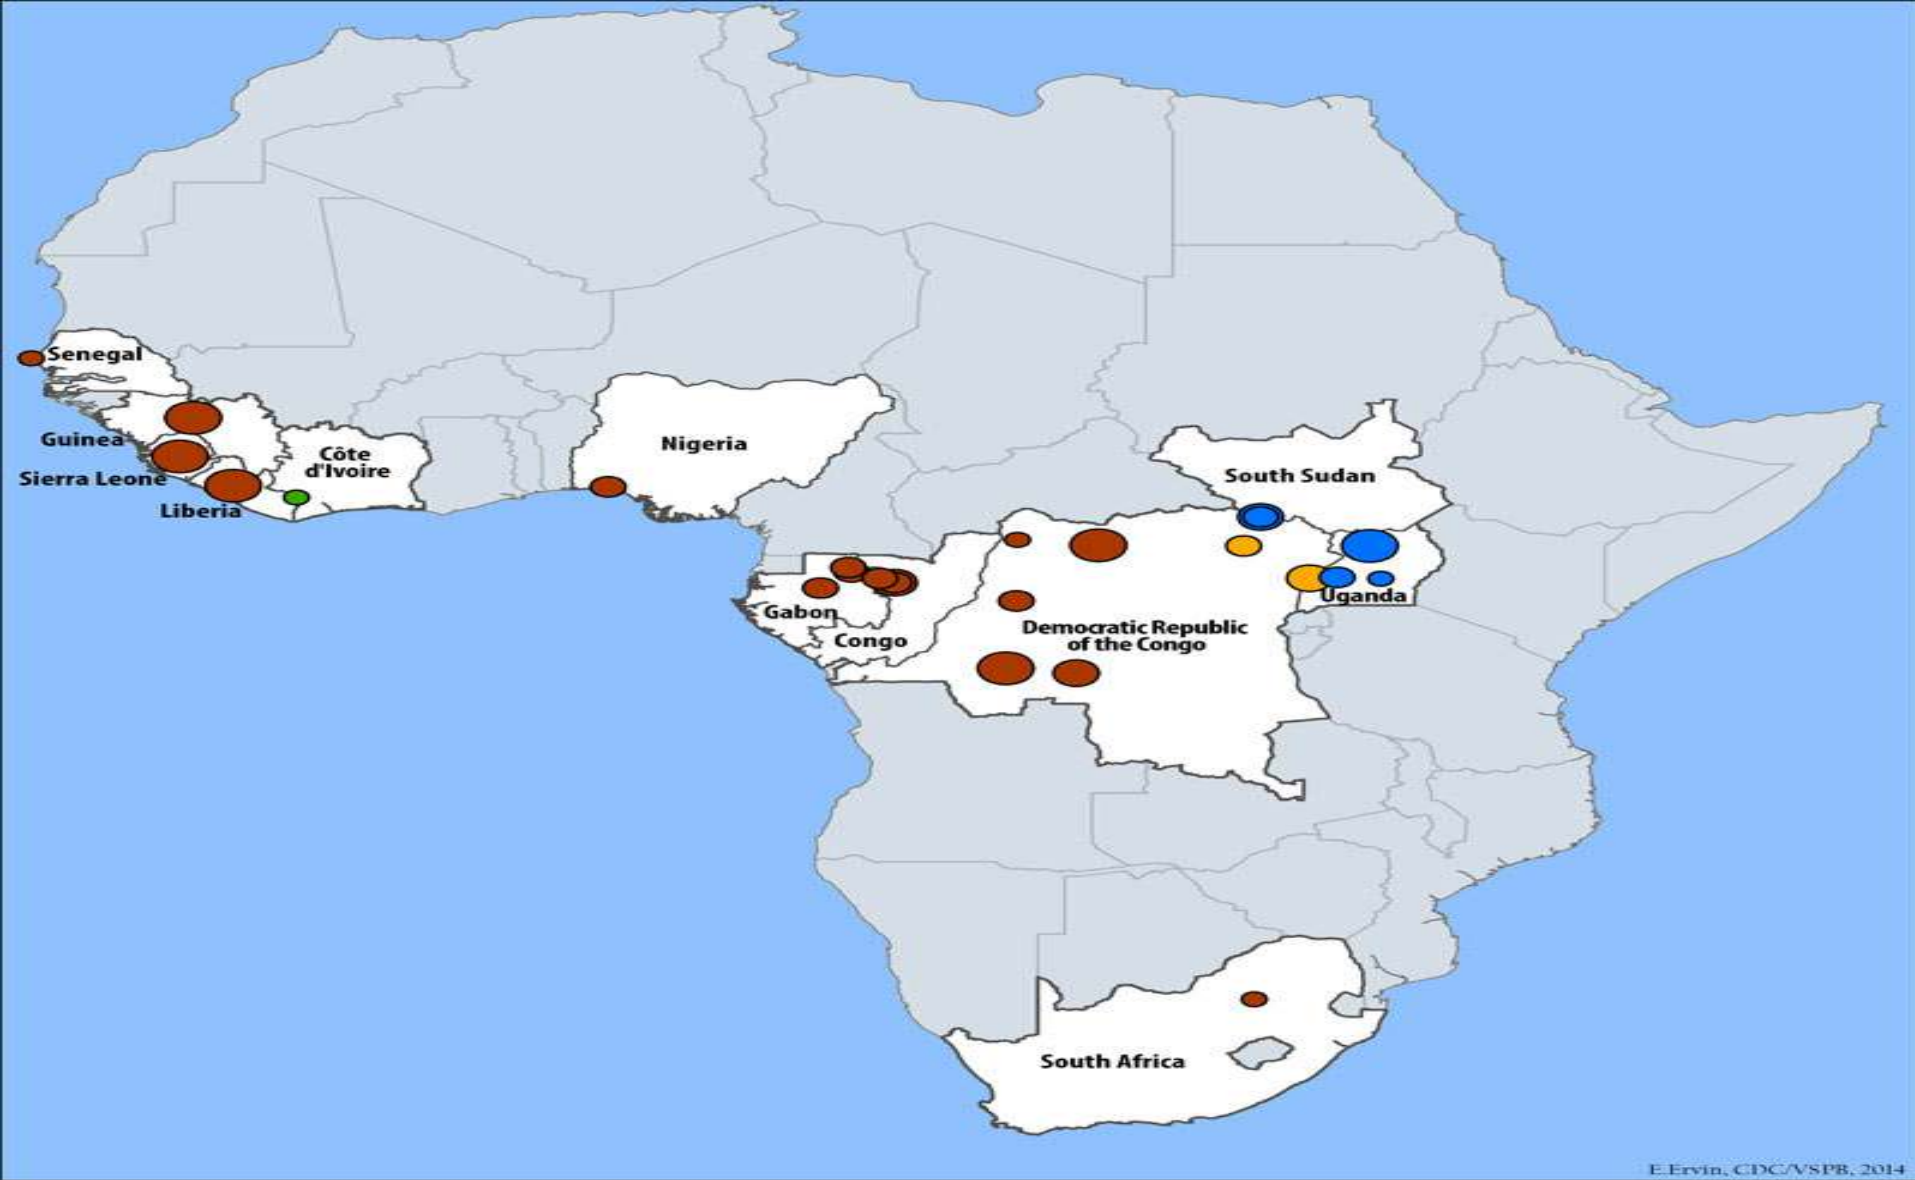 Senegal
Guinea
Sierra Leone
Liberia
Côte
d'Ivoire
Nigeria
South Sudan
Uganda
Gabon
Congo
Democratic Republic
of the Congo
South Africa
E.Ervin, CDC/VSPB, 2014